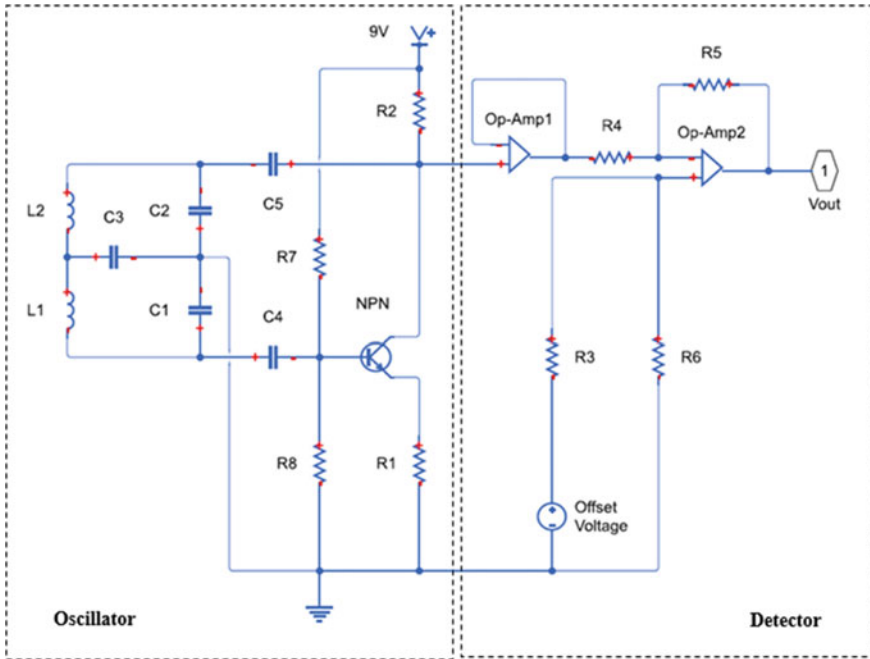 9V
R2
R5
Op-Amp1
R4
Op-Amp2
1
Vout
C5
L2
C3
C2
R7
L1
C1
C4
NPN
R3
R6
R8
R1
Offset
Voltage
Oscillator
Detector